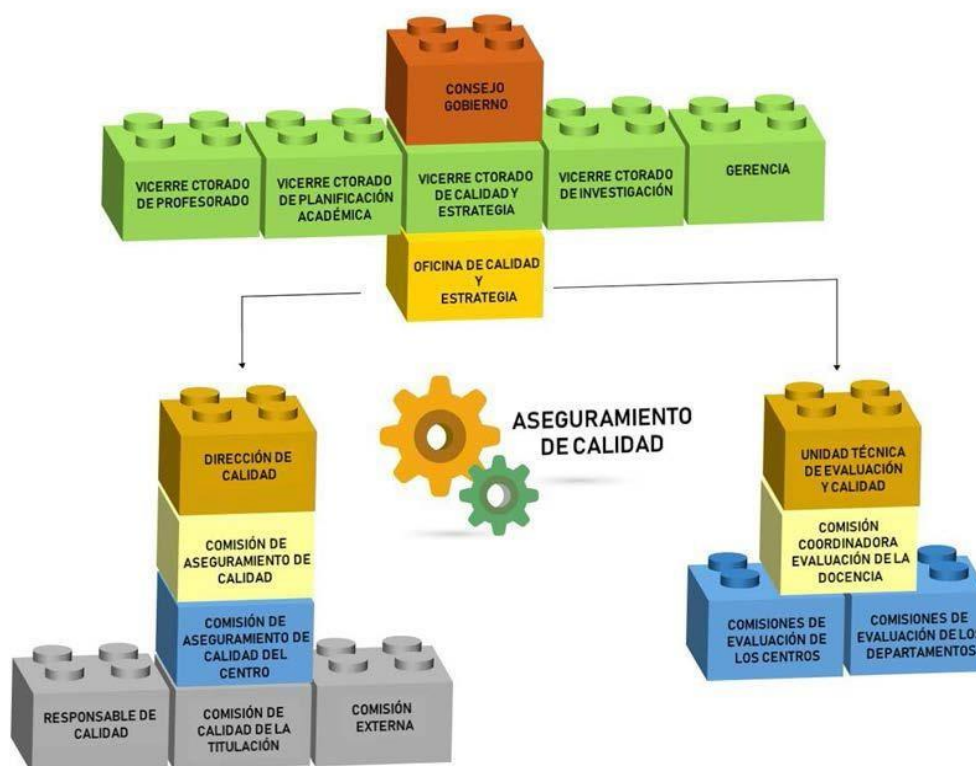 CONSEJO
GOBIERNO
VICERRE CTORADO
DE PROFESORADO
VICERRE CTORADO
DE PLANIFICACIÓN
ACADÉMICA
VICERRE CTORADO
DE CALIDAD Y
ESTRATEGIA
VICERRE CTORADO
DE INVESTIGACIÓN
GERENCIA
OFICINA DE CALIDAD
Y
ESTRATEGIA
DIRECCIÓN DE
CALIDAD
COMISIÓN DE
ASEGURAMIENTO DE
CALIDAD
COMISIÓN DE
ASEGURAMIENTO DE
CALIDAD DEL
CENTRO
RESPONSABLE DE
CALIDAD
COMISIÓN DE
CALIDAD DE LA
TITULACIÓN
COMISIÓN
EXTERNA
ASEGURAMIENTO
DE CALIDAD
UNIDAD TÉCNICA
DE EVALUACIÓN
Y CALIDAD
COMISIÓN
COORDINADORA
EVALUACIÓN DE LA
DOCENCIA
COMISIONES DE
EVALUACIÓN DE
LOS CENTROS
COMISIONES DE
EVALUACIÓN DE LOS
DEPARTAMENTOS